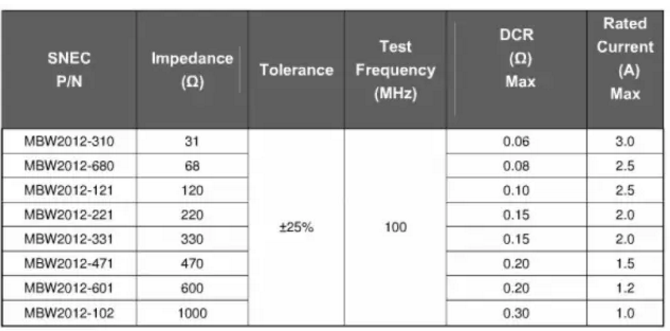 SNEC P/N | Impedance (Ω) | Tolerance | Test Frequency (MHz) | DCR (Ω) Max | Rated Current (A) Max
MBW2012-310 | 31 | ±25% | 100 | 0.06 | 3.0
MBW2012-680 | 68 | 0.08 | 2.5
MBW2012-121 | 120 | 0.10 | 2.5
MBW2012-221 | 220 | 0.15 | 2.0
MBW2012-331 | 330 | 0.15 | 2.0
MBW2012-471 | 470 | 0.20 | 1.5
MBW2012-601 | 600 | 0.20 | 1.2
MBW2012-102 | 1000 | 0.30 | 1.0